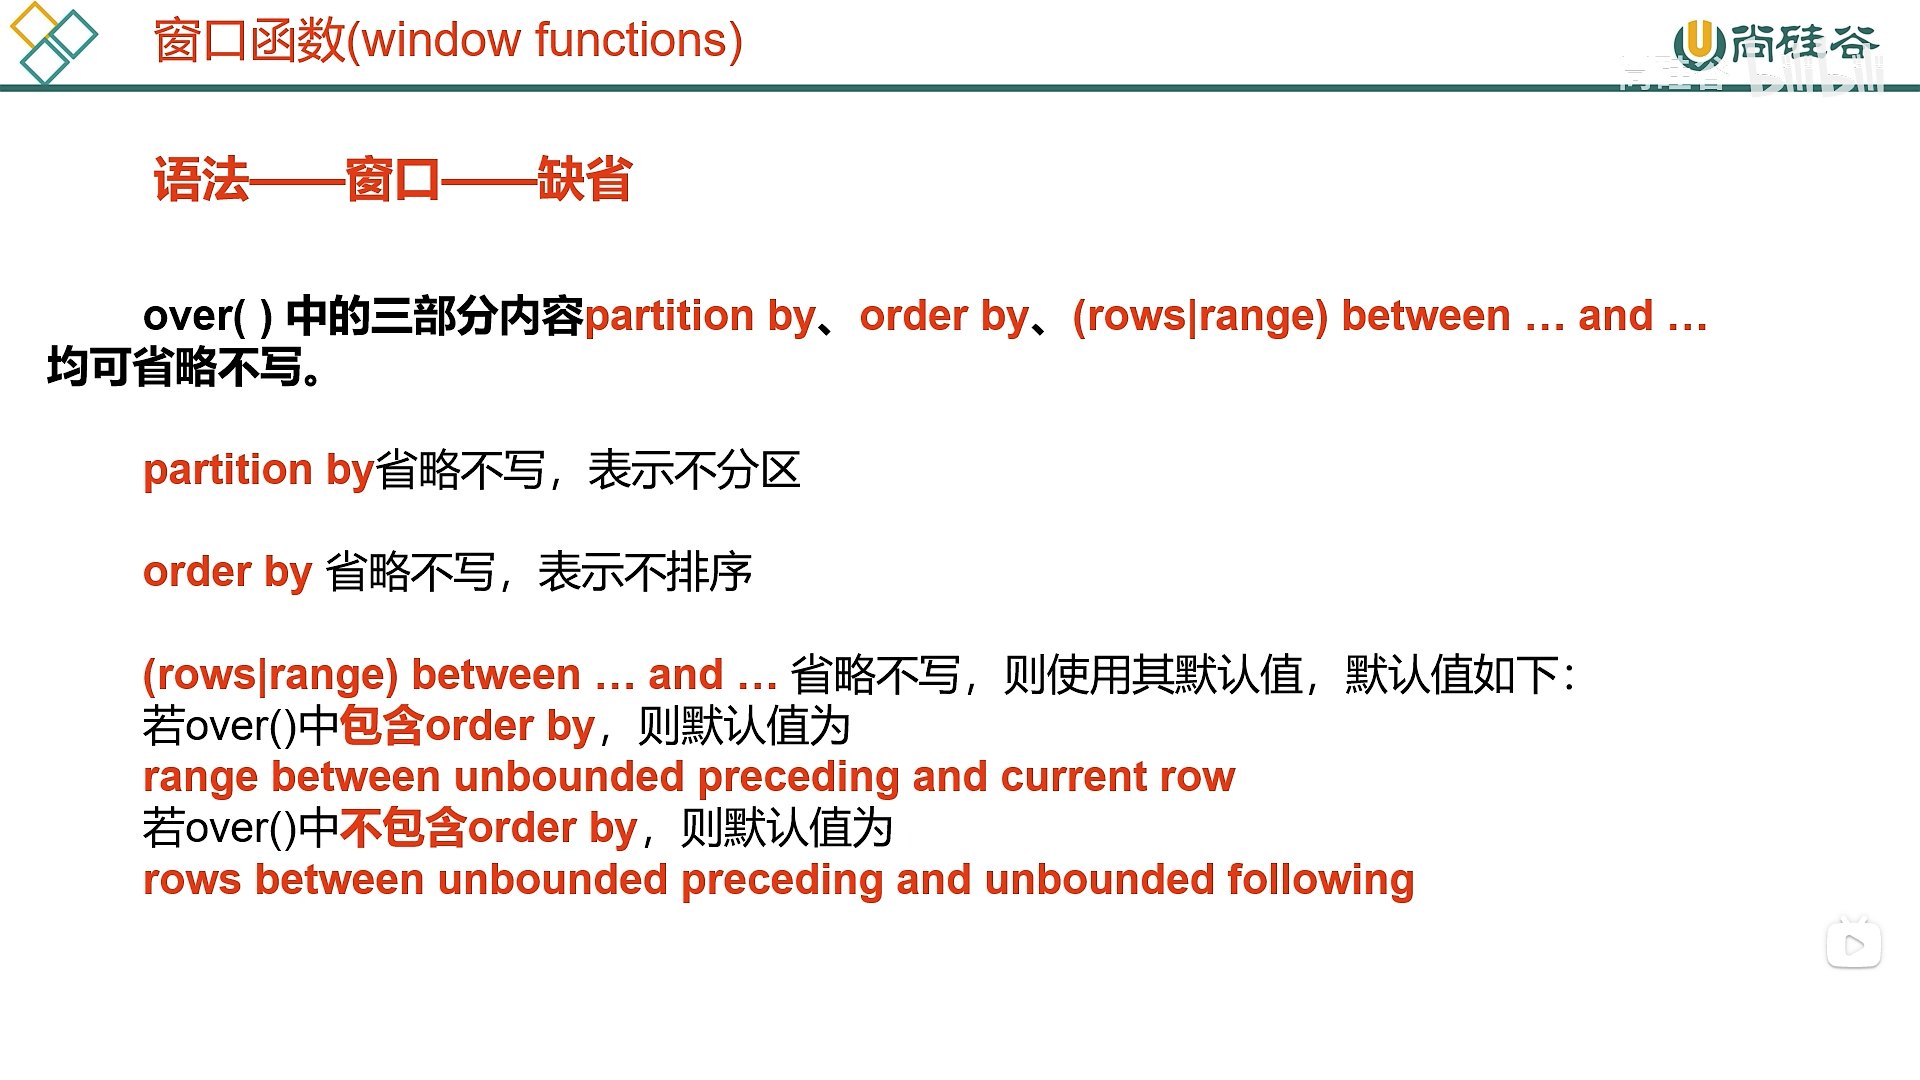 窗口函数(window functions)
尚硅谷
尚硅谷 bilibili
语法——窗口——缺省
over( ) 中的三部分内容partition by、order by、(rows|range) between … and …
均可省略不写。
partition by省略不写，表示不分区
order by 省略不写，表示不排序
(rows|range) between … and … 省略不写，则使用其默认值，默认值如下：
若over()中包含order by，则默认值为
range between unbounded preceding and current row
若over()中不包含order by，则默认值为
rows between unbounded preceding and unbounded following